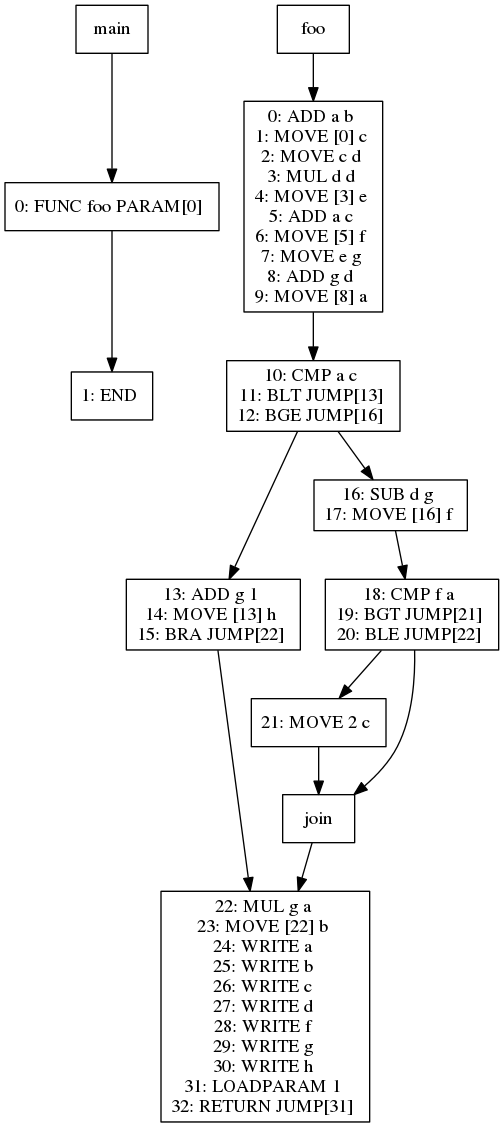 main
0: FUNC foo PARAM[0]
1: END
foo
0: ADD a b
1: MOVE [0] c
2: MOVE c d
3: MUL d d
4: MOVE [3] e
5: ADD a c
6: MOVE [5] f
7: MOVE e g
8: ADD g d
9: MOVE [8] a
10: CMP a c
11: BLT JUMP[13]
12: BGE JUMP[16]
16: SUB d g
17: MOVE [16] f
13: ADD g 1
14: MOVE [13] h
15: BRA JUMP[22]
18: CMP f a
19: BGT JUMP[21]
20: BLE JUMP[22]
21: MOVE 2 c
join
22: MUL g a
23: MOVE [22] b
24: WRITE a
25: WRITE b
26: WRITE c
27: WRITE d
28: WRITE f
29: WRITE g
30: WRITE h
31: LOADPARAM 1
32: RETURN JUMP[31]